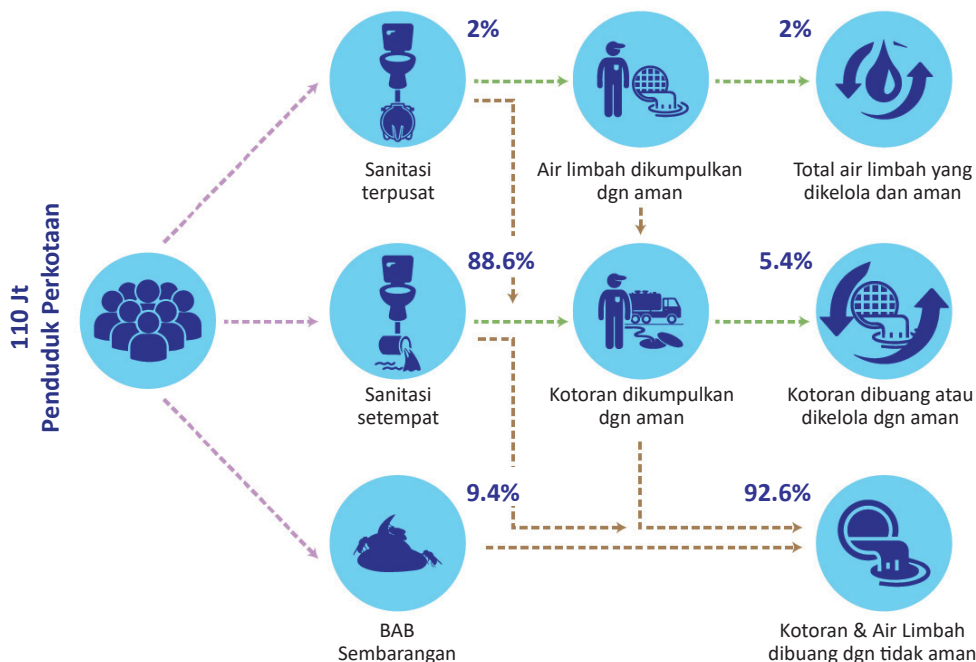 110 Jt
Penduduk Perkotaan
2%
Sanitasi
terpusat
Air limbah dikumpulkan
dgn aman
2%
Total air limbah yang
dikelola dan aman
88.6%
Sanitasi
setempat
Kotoran dikumpulkan
dgn aman
5.4%
Kotoran dibuang atau
dikelola dgn aman
9.4%
BAB
Sembarangan
92.6%
Kotoran & Air Limbah
dibuang dgn tidak aman